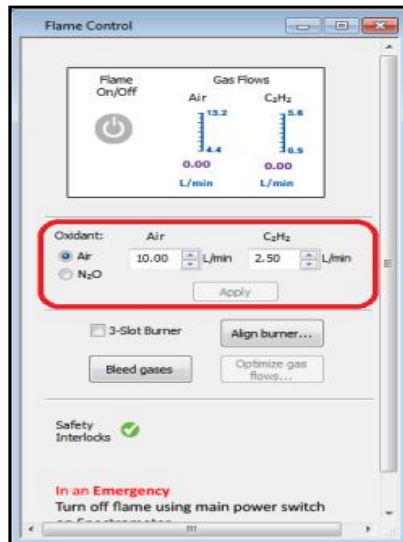 Flame Control
Flame On/Off
Gas Flows
Air C₂H₂
13.2 5.6
4.4 0.5
0.00 0.00
L/min L/min
Oxidant: Air C₂H₂
Air 10.00 L/min 2.50 L/min
N₂O
Apply
3-Slot Burner Align burner...
Bleed gases Optimize gas flows...
Safety
Interlocks
In an Emergency
Turn off flame using main power switch
on Spectrometer